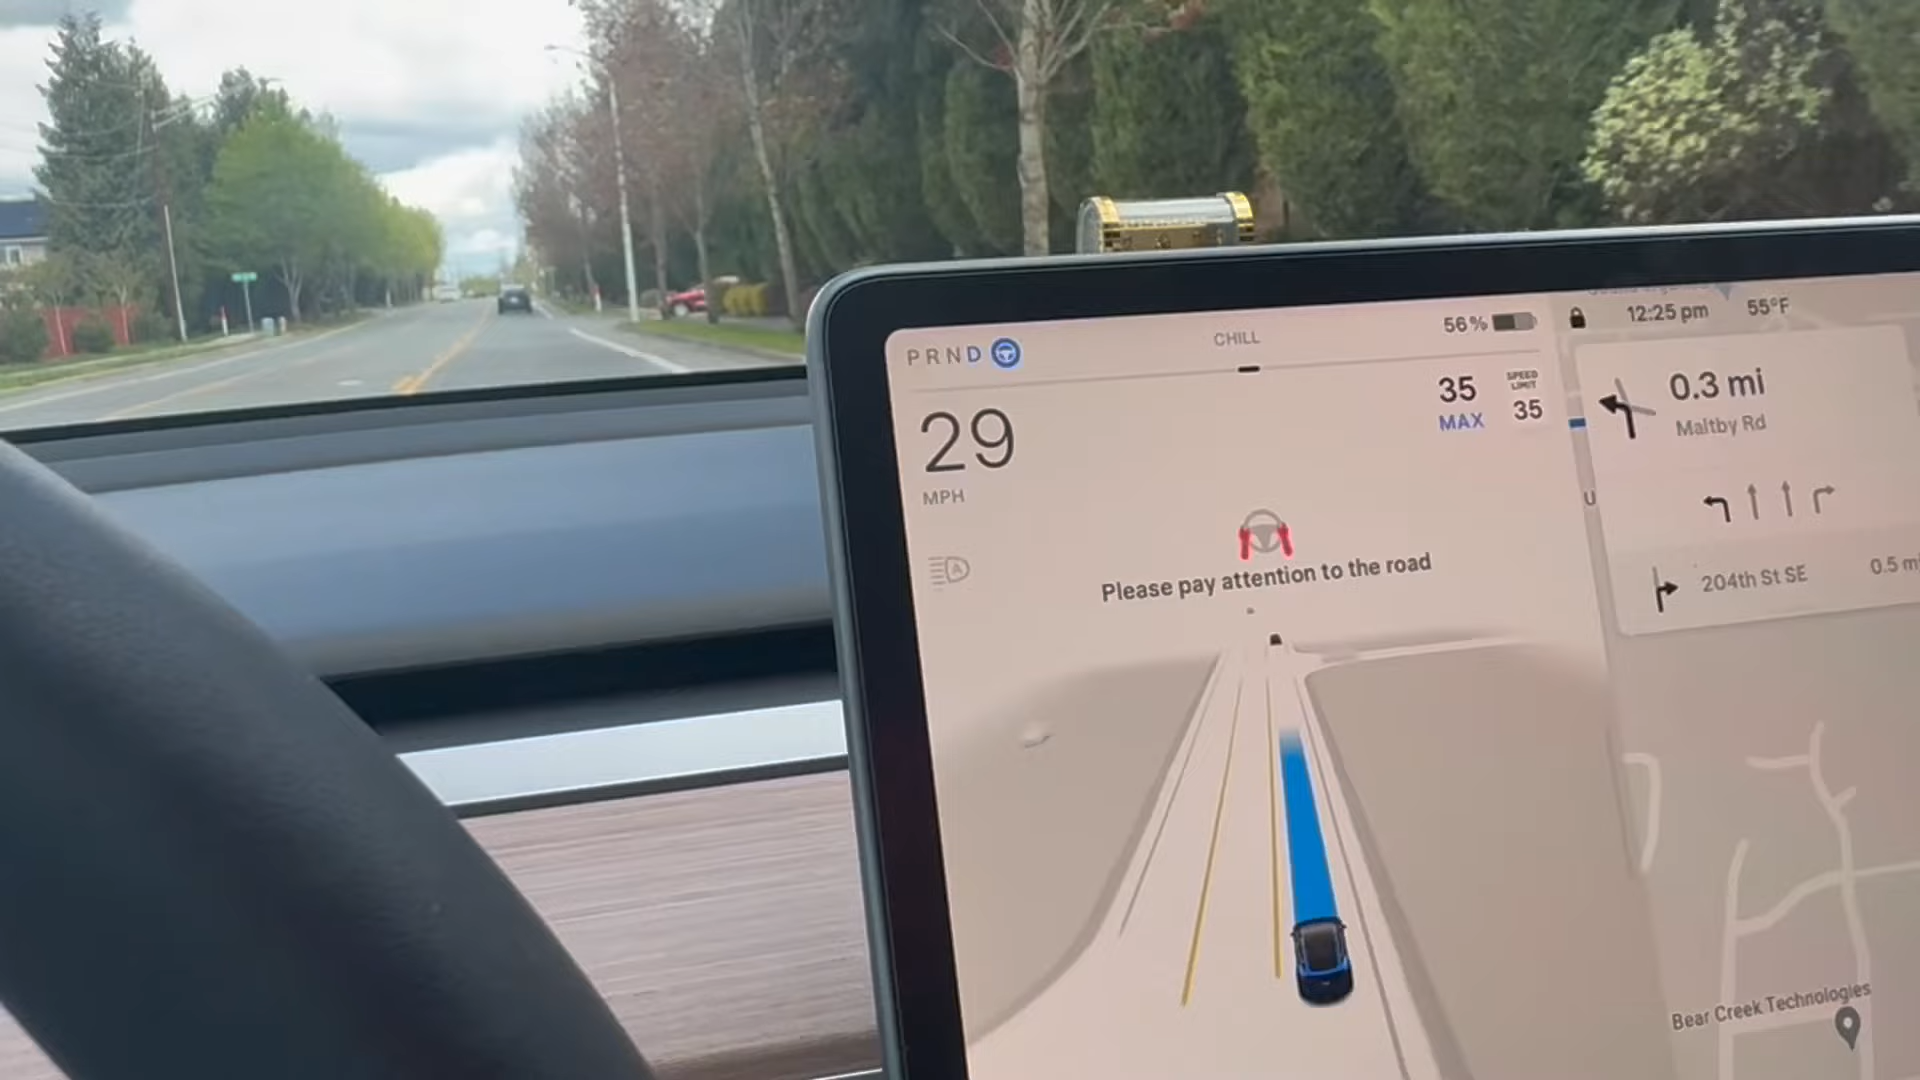 PRND
CHILL
56%
12:25 pm
55°F
29
MPH
35
MAX
SPEED
LIMIT
35
0.3 mi
Maltby Rd
Please pay attention to the road
A
U
204th St SE
0.5 m
Bear Creek Technologies